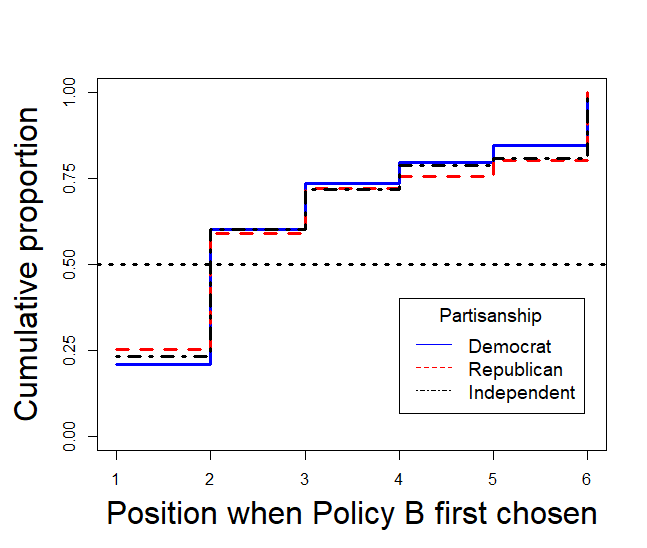 Cumulative proportion
1.00
0.75
0.50
0.25
0.00
Partisanship
Democrat
Republican
Independent
1 2 3 4 5 6
Position when Policy B first chosen